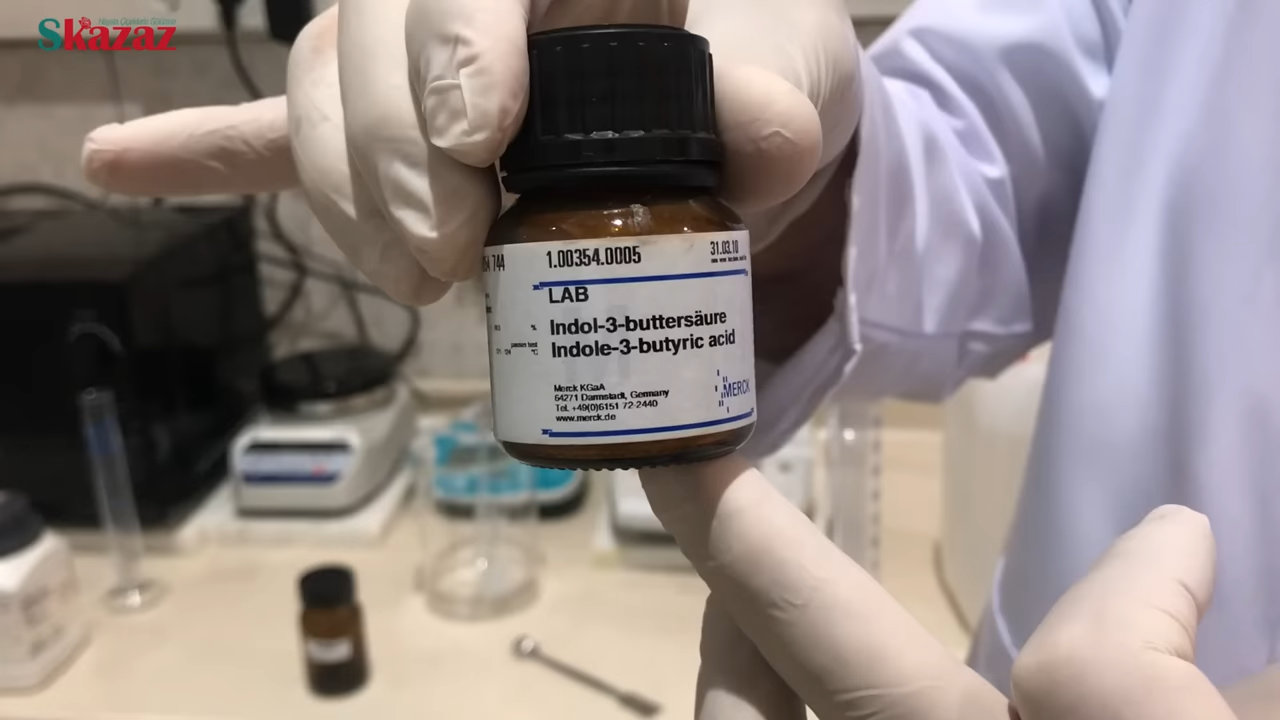 Skazaz
744
1.00354.0005
31.03.10
LAB
Indol-3-buttersäure
Indole-3-butyric acid
%
°C
Merck KGaA
64271 Darmstadt, Germany
Tel. +49(0)6151 72-2440
www.merck.de
MERCK